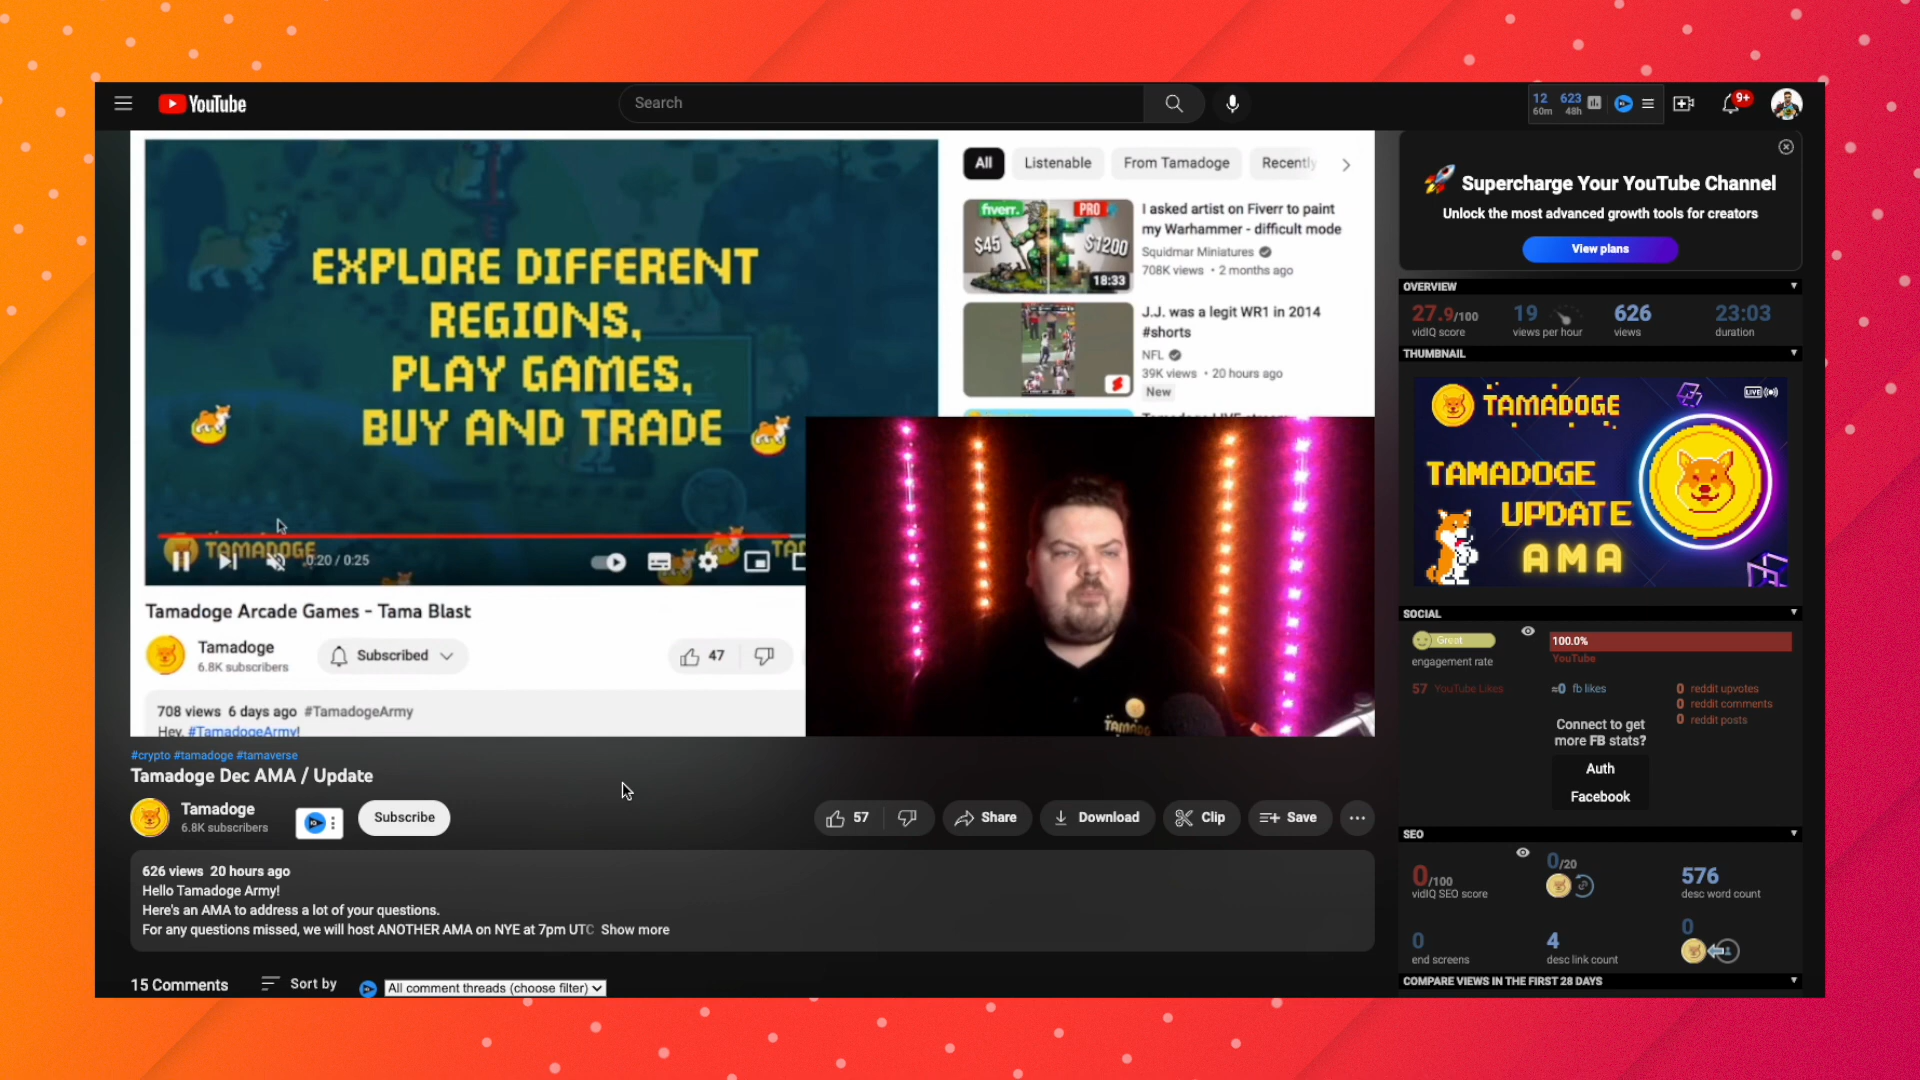 YouTube
Search
12
60m
623
48h
9+
EXPLORE DIFFERENT
REGIONS,
PLAY GAMES,
BUY AND TRADE
TAMADOGE
0:20 / 0:25
Tamadoge Arcade Games - Tama Blast
Tamadoge
6.8K subscribers
Subscribed
47
708 views 6 days ago #TamadogeArmy
Hey, #TamadogeArmy!
All
Listenable
From Tamadoge
Recently
fiverr.
PRO
$45
$1200
18:33
I asked artist on Fiverr to paint
my Warhammer - difficult mode
Squidmar Miniatures
708K views • 2 months ago
J.J. was a legit WR1 in 2014
#shorts
NFL
39K views • 20 hours ago
New
#crypto #tamadoge #tamaverse
Tamadoge Dec AMA / Update
Tamadoge
6.8K subscribers
Subscribe
57
Share
Download
Clip
Save
626 views 20 hours ago
Hello Tamadoge Army!
Here's an AMA to address a lot of your questions.
For any questions missed, we will host ANOTHER AMA on NYE at 7pm UTC Show more
15 Comments
Sort by
All comment threads (choose filter)
Supercharge Your YouTube Channel
Unlock the most advanced growth tools for creators
View plans
OVERVIEW
27.9/100
vidIQ score
19
views per hour
626
views
23:03
duration
THUMBNAIL
TAMADOGE
LIVE
TAMADOGE
UPDATE
AMA
SOCIAL
Great
engagement rate
100.0%
YouTube
57 YouTube Likes
≈0 fb likes
0 reddit upvotes
0 reddit comments
0 reddit posts
Connect to get
more FB stats?
Auth
Facebook
SEO
0/100
vidIQ SEO score
0/20
576
desc word count
0
end screens
4
desc link count
0
COMPARE VIEWS IN THE FIRST 28 DAYS